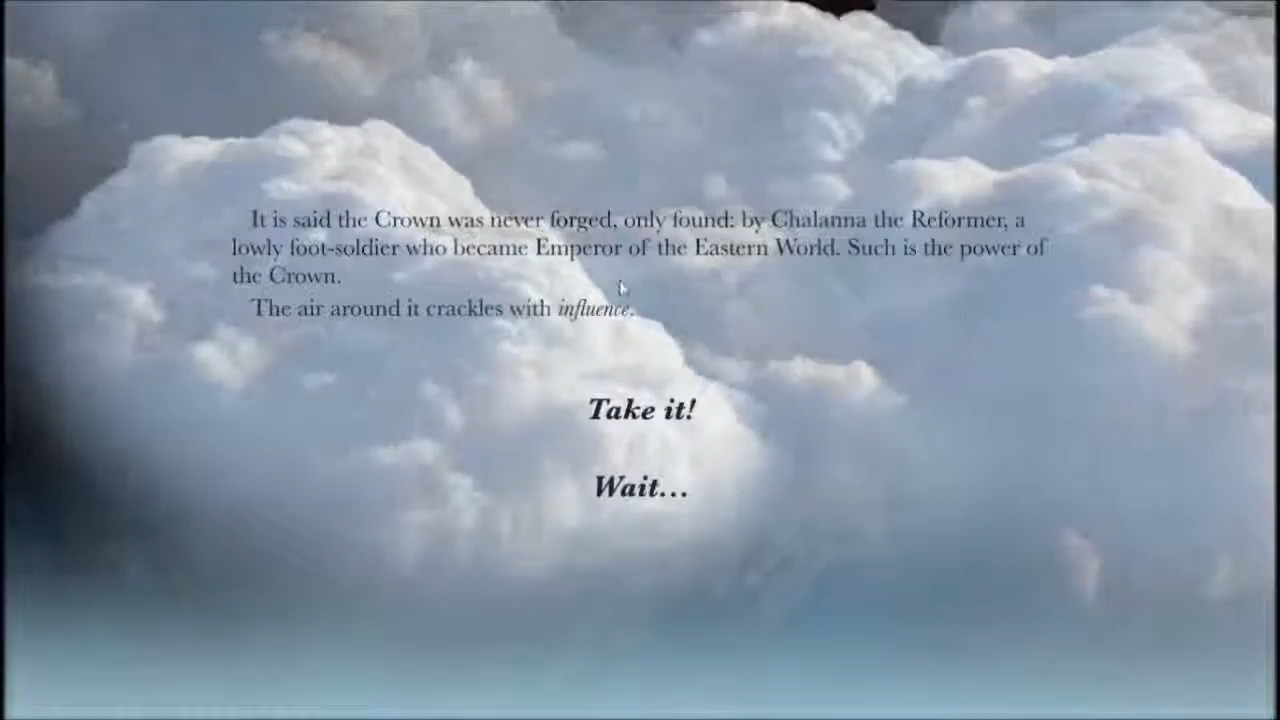 It is said the Crown was never forged, only found: by Chalanna the Reformer, a
lowly foot-soldier who became Emperor of the Eastern World. Such is the power of
the Crown.
The air around it crackles with influence.
Take it!
Wait…